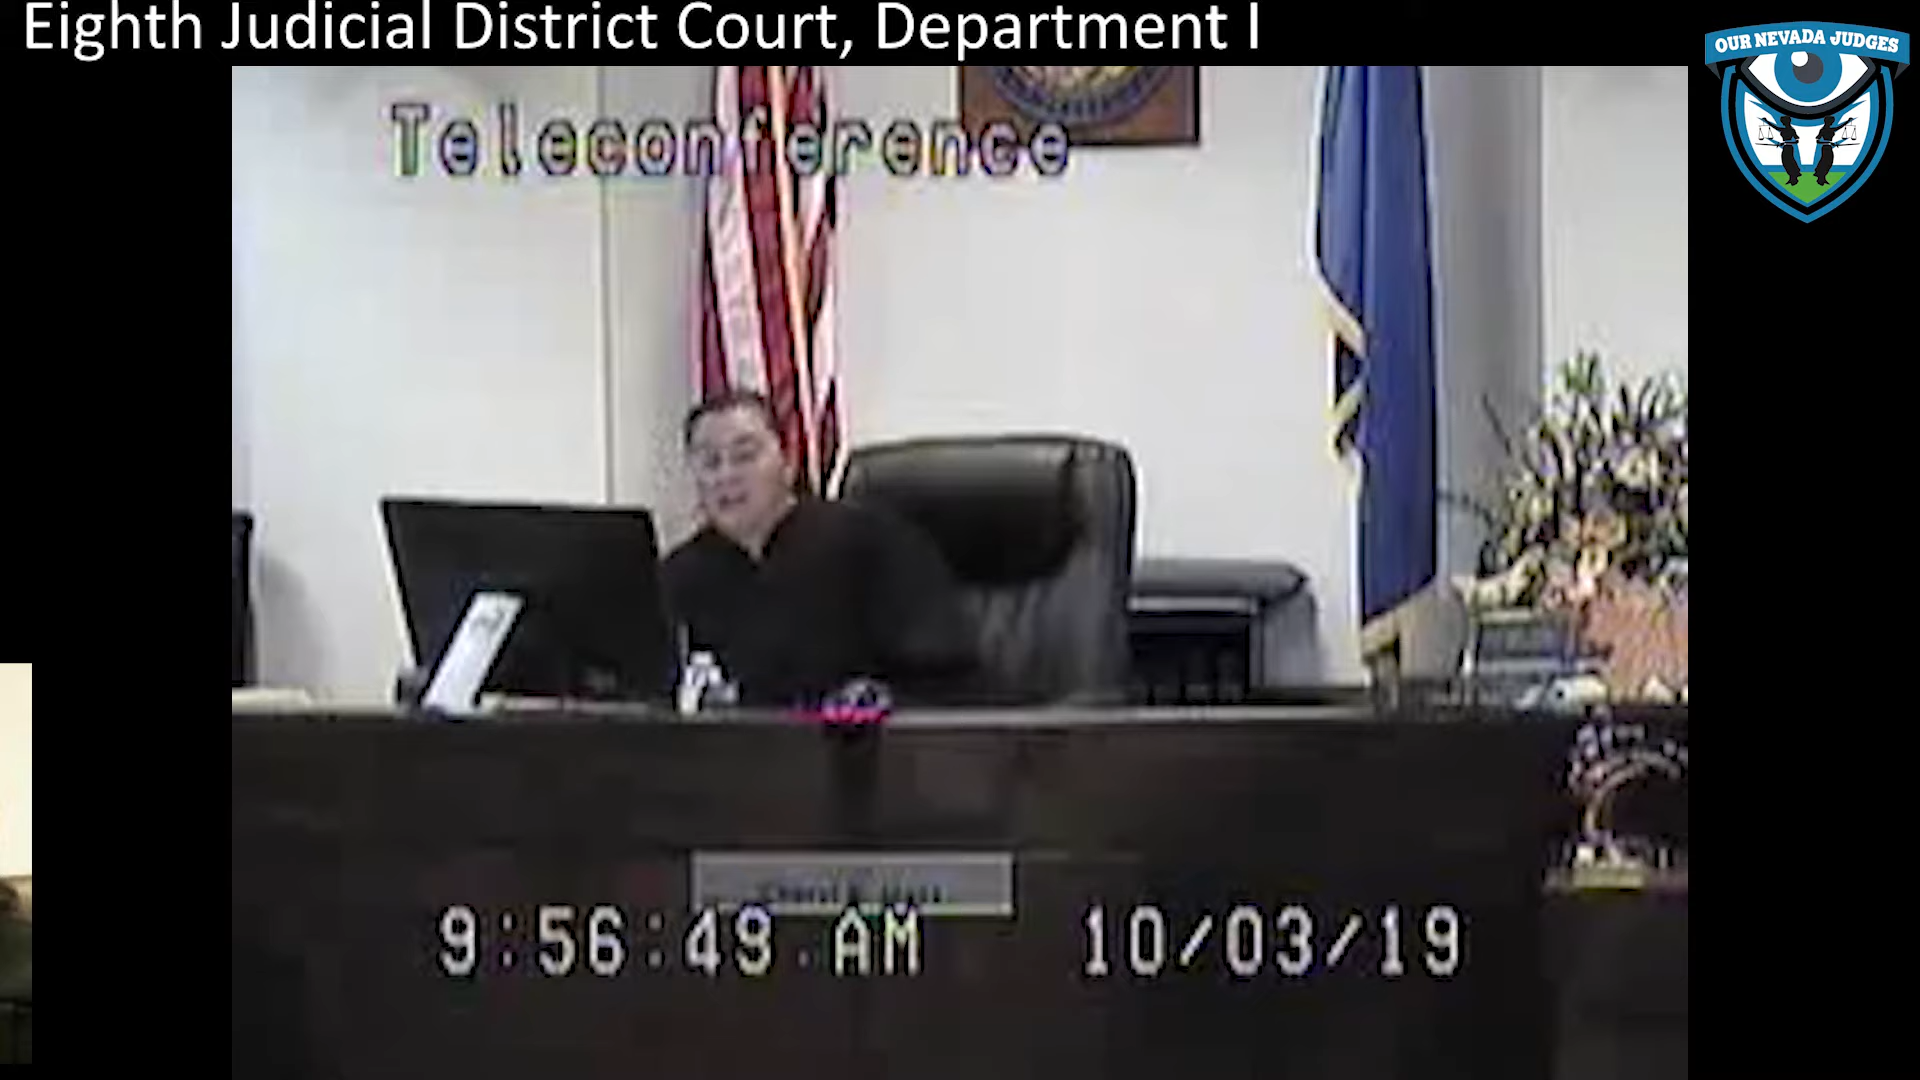 Eighth Judicial District Court, Department I
OUR NEVADA JUDGES
Teleconference
9:56:49 AM 10/03/19